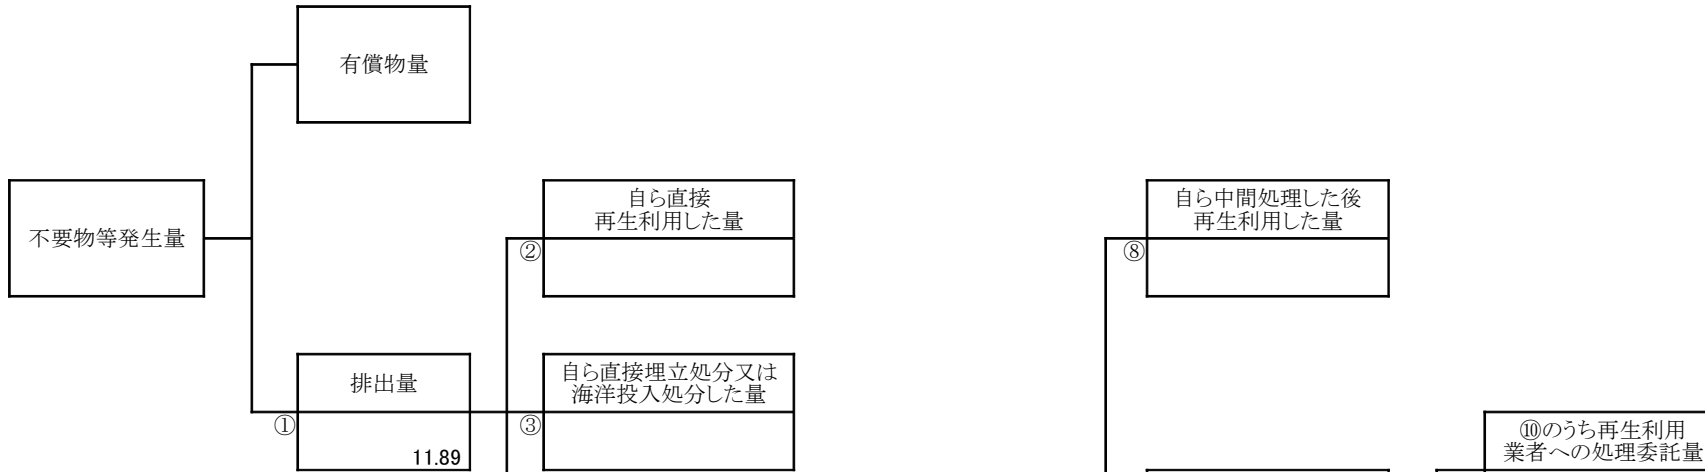 有償物量
不要物等発生量
自ら直接
再生利用した量
②
自ら中間処理した後
再生利用した量
⑧
排出量
①
11.89
自ら直接埋立処分又は
海洋投入処分した量
③
⑩のうち再生利用
業者への処理委託量